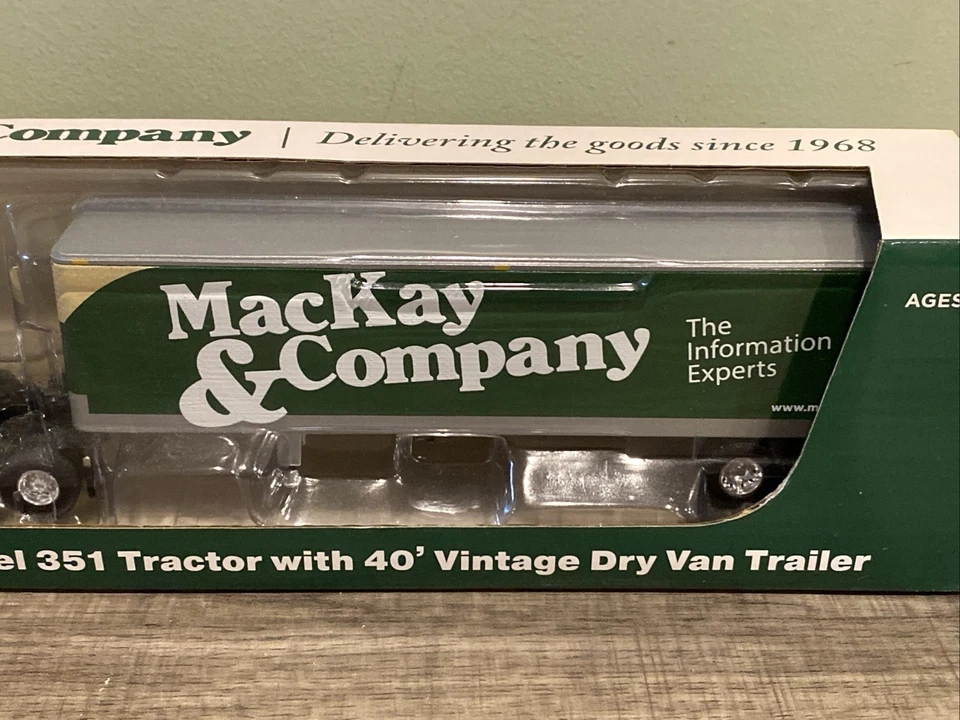 Company | Delivering the goods since 1968
MacKay
&Company
The
Information
Experts
www.m
AGES
el 351 Tractor with 40’ Vintage Dry Van Trailer